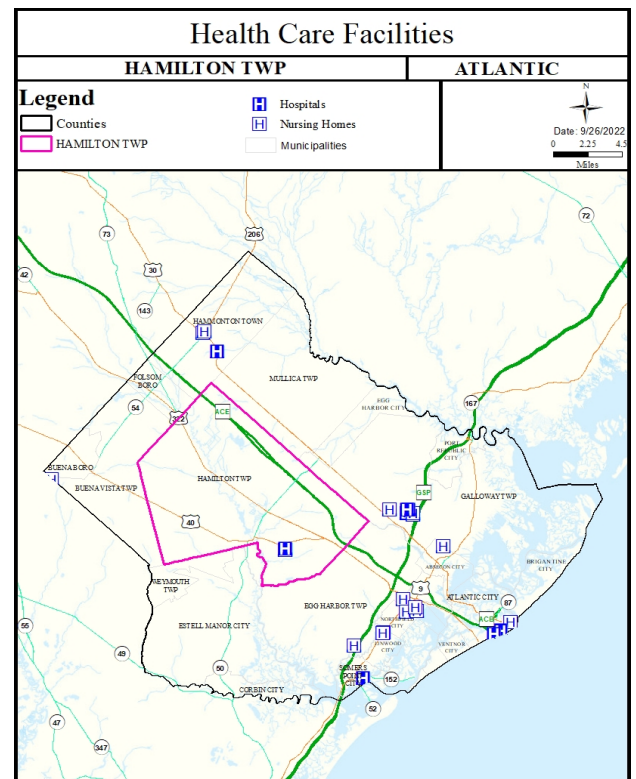 Health Care Facilities
HAMILTON TWP
ATLANTIC
Legend
Counties
HAMILTON TWP
H Hospitals
H Nursing Homes
Municipalities
N
Date: 9/26/2022
0 2.25 4.5
Miles
206
72
73
42
30
143
HAMMONTON TOWN
H
H
FOLSOM
BORO
MULLICA TWP
EGG
HARBOR CITY
54
322
ACE
167
PORT
REPUBLIC
CITY
BUENA BORO
H
BUENA VISTA TWP
HAMILTON TWP
GSP
GALLOWAY TWP
40
H
H
H
H
ABSECON CITY
BRIGANTINE
CITY
WEYMOUTH
TWP
9
ATLANTIC CITY
87
EGG HARBOR TWP
H
H
H
ACB
H
H
55
ESTELL MANOR CITY
CITY
H
H
VENTNOR
CITY
49
50
SOMERS
POINT
CITY
H
152
CORBIN CITY
52
47
347